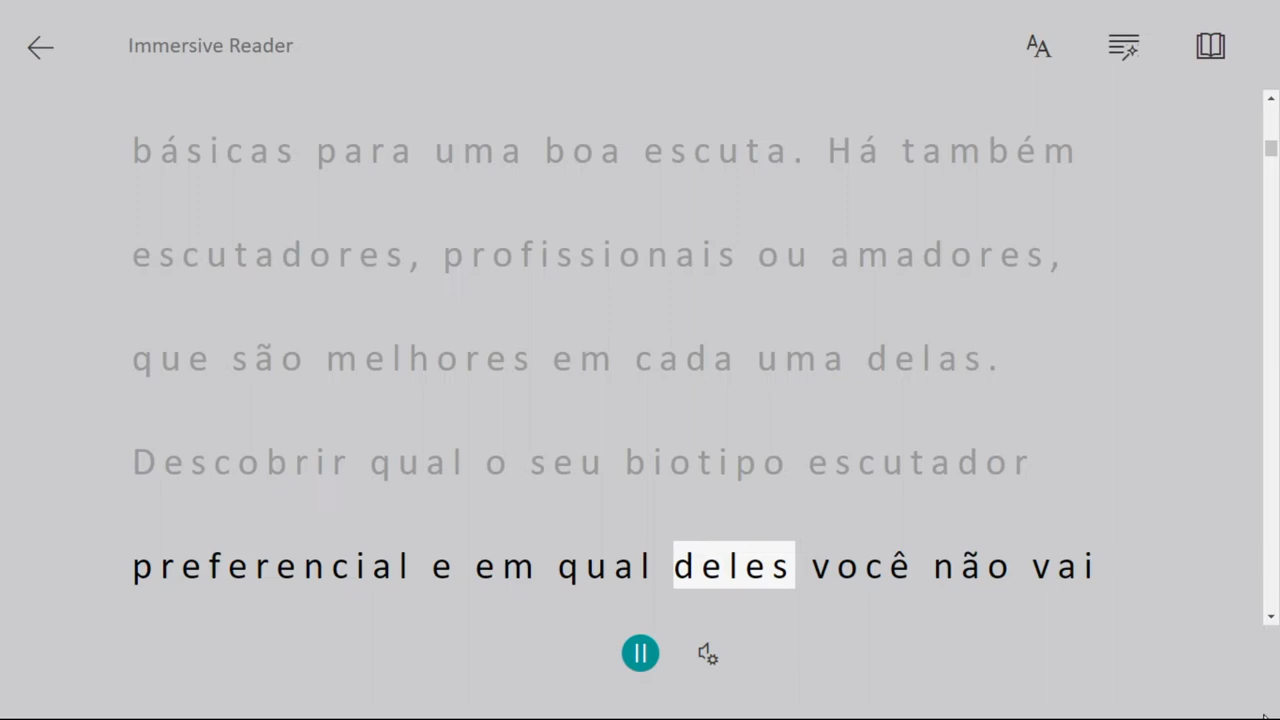 Immersive Reader
básicas para uma boa escuta. Há também
escutadores, profissionais ou amadores,
que são melhores em cada uma delas.
Descobrir qual o seu biotipo escutador
preferencial e em qual deles você não vai